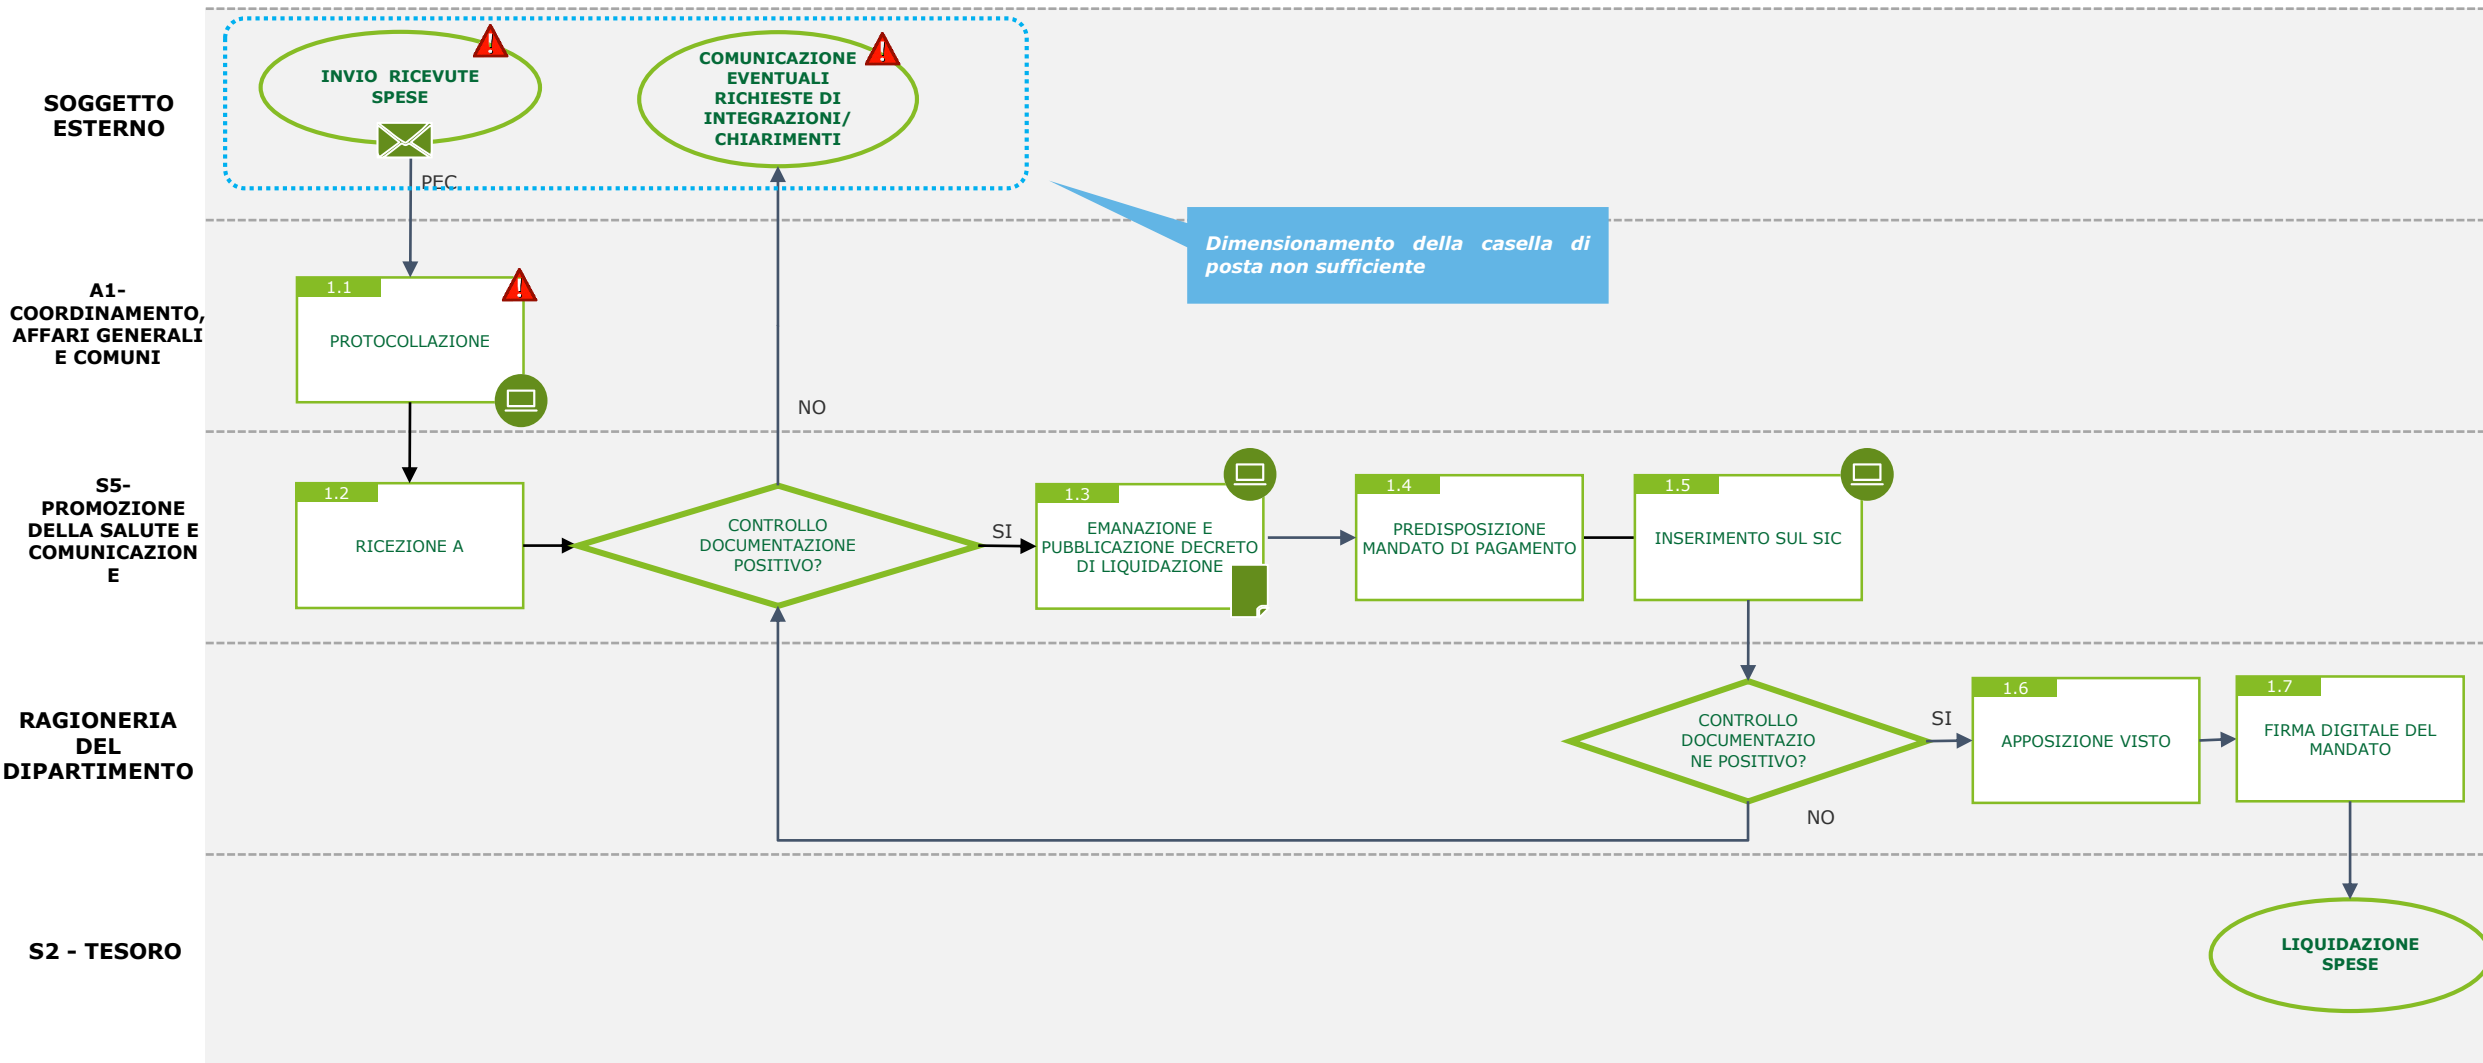 SOGGETTO
ESTERNO
INVIO RICEVUTE
SPESE
PEC
COMUNICAZIONE
EVENTUALI
RICHIESTE DI
INTEGRAZIONI/
CHIARIMENTI
Dimensionamento della casella di
posta non sufficiente
A1-
COORDINAMENTO,
AFFARI GENERALI
E COMUNI
1.1
PROTOCOLLAZIONE
NO
S5-
PROMOZIONE
DELLA SALUTE E
COMUNICAZION
E
1.2
RICEZIONE A
CONTROLLO
DOCUMENTAZIONE
POSITIVO?
SI
1.3
EMANAZIONE E
PUBBLICAZIONE DECRETO
DI LIQUIDAZIONE
1.4
PREDISPOSIZIONE
MANDATO DI PAGAMENTO
1.5
INSERIMENTO SUL SIC
RAGIONERIA
DEL
DIPARTIMENTO
CONTROLLO
DOCUMENTAZIO
NE POSITIVO?
SI
NO
1.6
APPOSIZIONE VISTO
1.7
FIRMA DIGITALE DEL
MANDATO
S2 - TESORO
LIQUIDAZIONE
SPESE